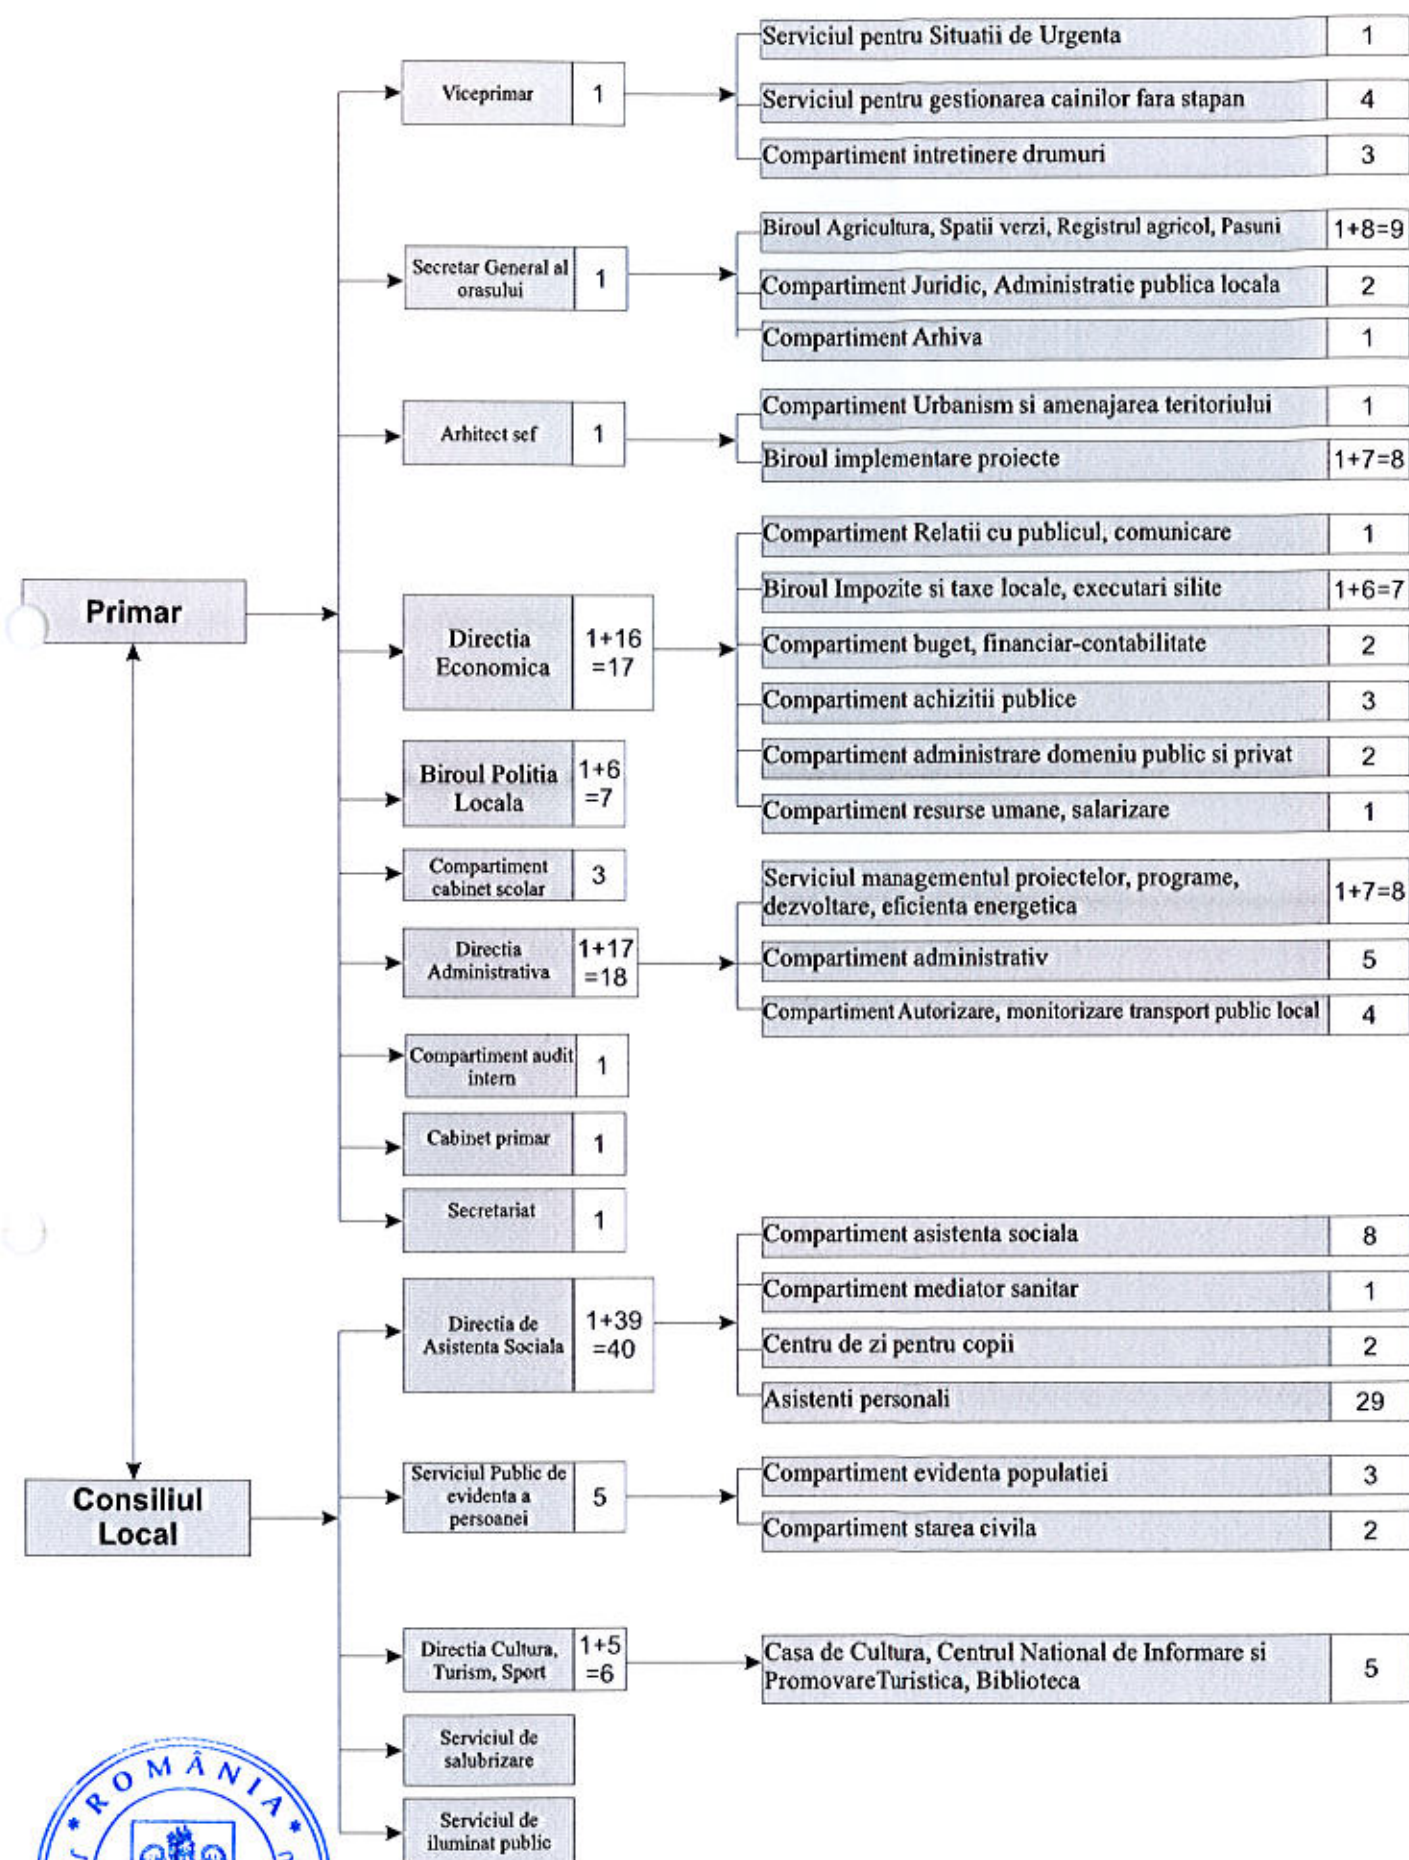 Primar
Consiliul
Local
Viceprimar 1
Serviciul pentru Situatii de Urgenta 1
Serviciul pentru gestionarea cainilor fara stapan 4
Compartiment intretinere drumuri 3
Secretar General al
orasului 1
Biroul Agricultura, Spatii verzi, Registrul agricol, Pasuni 1+8=9
Compartiment Juridic, Administratie publica locala 2
Compartiment Arhiva 1
Arhitect sef 1
Compartiment Urbanism si amenajarea teritoriului 1
Biroul implementare proiecte 1+7=8
Directia 1+16
Economica =17
Compartiment Relatii cu publicul, comunicare 1
Biroul Impozite si taxe locale, executari silite 1+6=7
Compartiment buget, financiar-contabilitate 2
Compartiment achizitii publice 3
Compartiment administrare domeniu public si privat 2
Compartiment resurse umane, salarizare 1
Biroul Politia 1+6
Locala =7
Compartiment
cabinet scolar 3
Directia 1+17
Administrativa =18
Serviciul managementul proiectelor, programe,
dezvoltare, eficienta energetica 1+7=8
Compartiment administrativ 5
Compartiment Autorizare, monitorizare transport public local 4
Compartiment audit
intern 1
Cabinet primar 1
Secretariat 1
Directia de 1+39
Asistenta Sociala =40
Compartiment asistenta sociala 8
Compartiment mediator sanitar 1
Centru de zi pentru copii 2
Asistenti personali 29
Serviciul Public de
evidenta a
persoanei 5
Compartiment evidenta populatiei 3
Compartiment starea civila 2
Directia Cultura, 1+5
Turism, Sport =6
Casa de Cultura, Centrul National de Informare si
PromovareTuristica, Biblioteca 5
Serviciul de
salubrizare
Serviciul de
iluminat public
* ROMÂNIA *